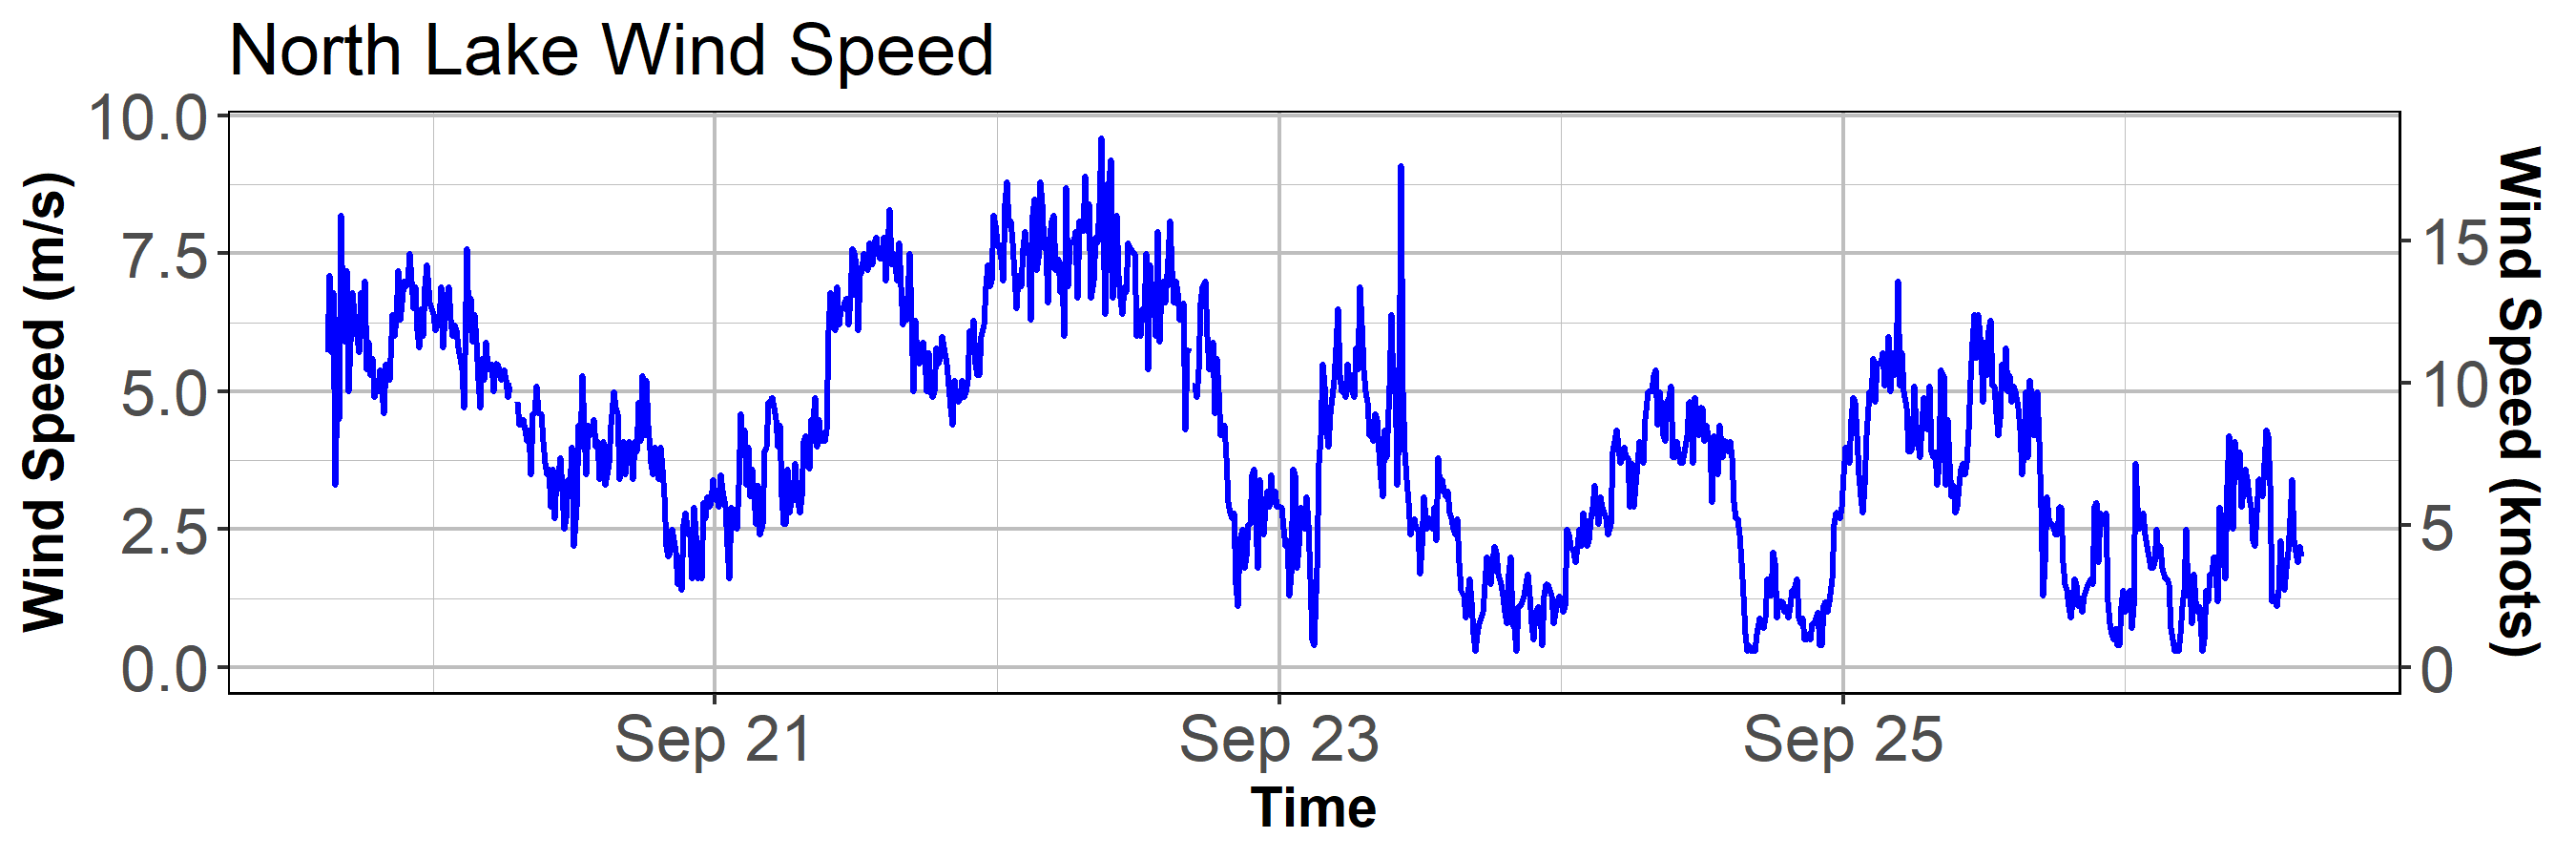 North Lake Wind Speed
Wind Speed (m/s)
10.0
7.5
5.0
2.5
0.0
Wind Speed (knots)
15
10
5
0
Sep 21
Sep 23
Sep 25
Time